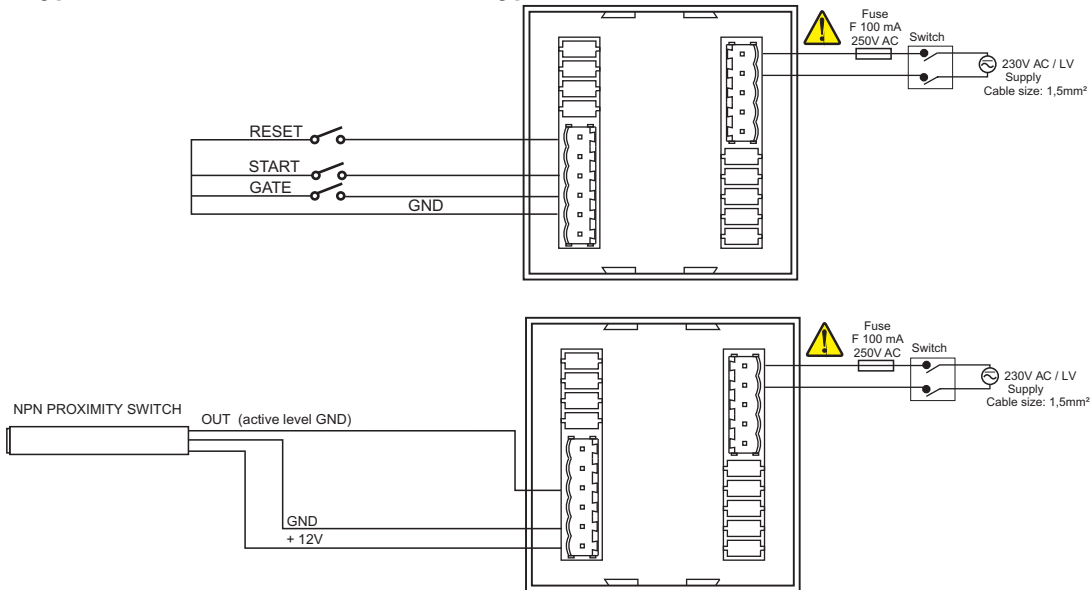 Fuse
F 100 mA
250V AC
Switch
230V AC / LV
Supply
Cable size: 1,5mm²
RESET
START
GATE
GND
Fuse
F 100 mA
250V AC
Switch
230V AC / LV
Supply
Cable size: 1,5mm²
NPN PROXIMITY SWITCH
OUT (active level GND)
GND
+ 12V